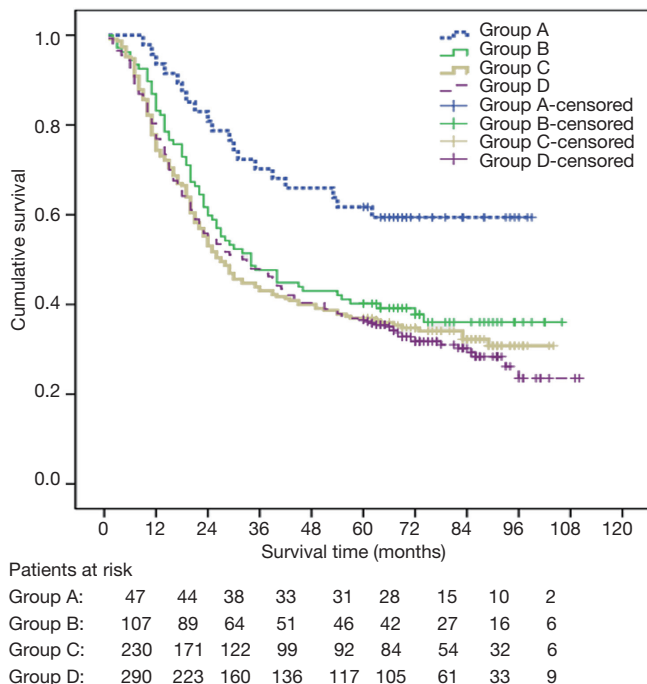 Group A
Group B
Group C
Group D
Group A-censored
Group B-censored
Group C-censored
Group D-censored
Cumulative survival
1.0
0.8
0.6
0.4
0.2
0.0
0 12 24 36 48 60 72 84 96 108 120
Survival time (months)
Patients at risk
Group A: 47 44 38 33 31 28 15 10 2
Group B: 107 89 64 51 46 42 27 16 6
Group C: 230 171 122 99 92 84 54 32 6
Group D: 290 223 160 136 117 105 61 33 9